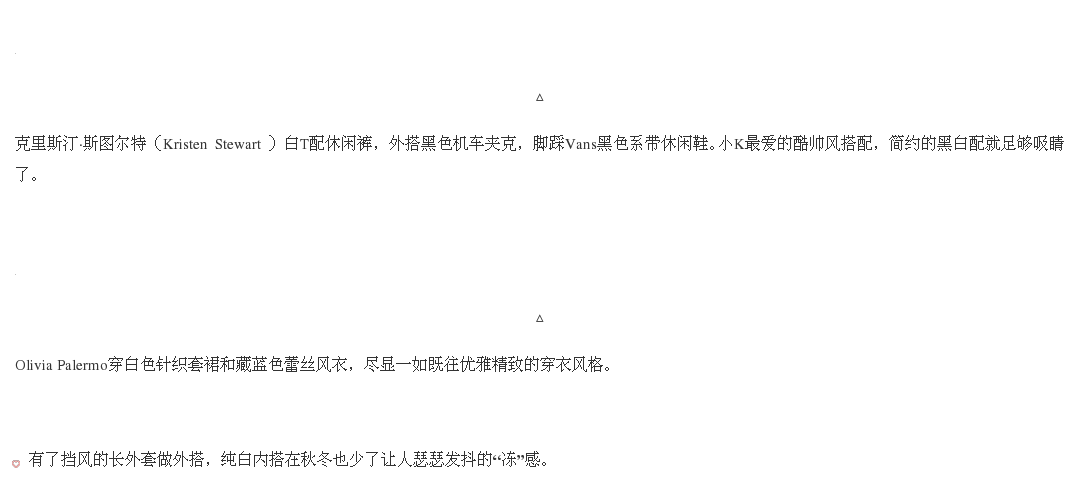 △
克里斯汀·斯图尔特（Kristen Stewart ）白T配休闲裤，外搭黑色机车夹克，脚踩Vans黑色系带休闲鞋。小K最爱的酷帅风搭配，简约的黑白配就足够吸睛
了。
△
Olivia Palermo穿白色针织套裙和藏蓝色蕾丝风衣，尽显一如既往优雅精致的穿衣风格。
有了挡风的长外套做外搭，纯白内搭在秋冬也少了让人瑟瑟发抖的“冻”感。